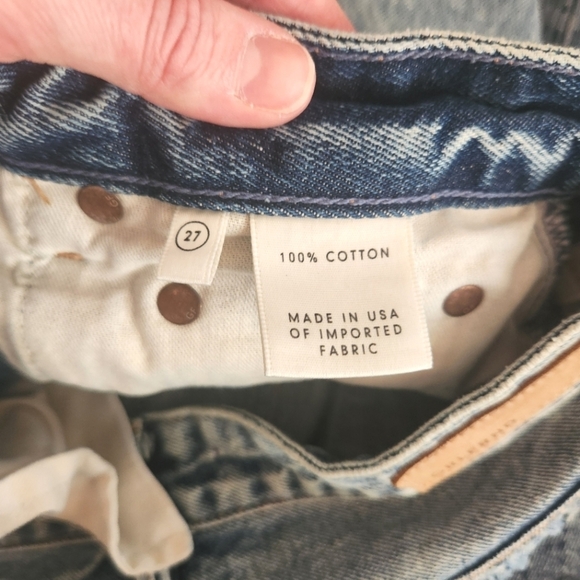 27
100% COTTON
MADE IN USA
OF IMPORTED
FABRIC